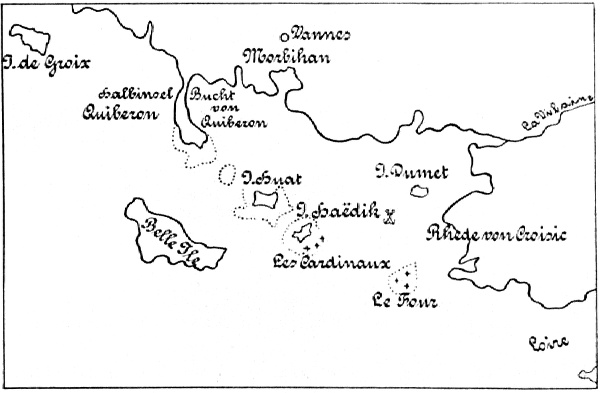 Vannes
Morbihan
I. de Groix
Halbinsel
Quiberon
Bucht
von
Quiberon
La Vilaine
I. Huat
I. Dumet
I. Haëdik
Belle Ile
Rhede von Croisic
Les Cardinaux
Le Four
Loire